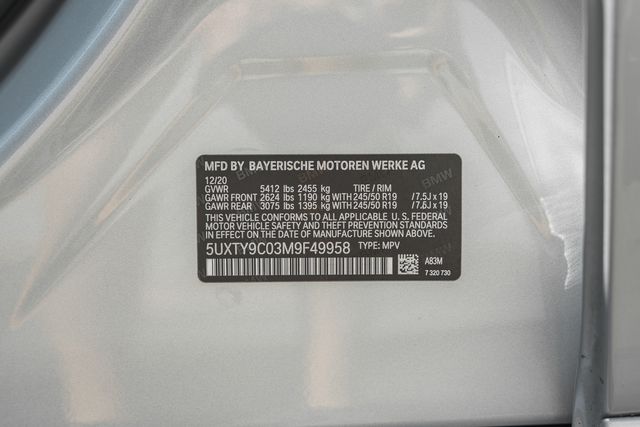 MFD BY BAYERISCHE MOTOREN WERKE AG
12/20
GVWR 5412 lbs 2455 kg TIRE / RIM
GAWR FRONT 2624 lbs 1190 kg WITH 245/50 R19 /7.5J x 19
GAWR REAR 3075 lbs 1395 kg WITH 245/50 R19 /7.5J x 19
THIS VEHICLE CONFORMS TO ALL APPLICABLE U. S. FEDERAL
MOTOR VEHICLE SAFETY, BUMPER, AND THEFT PREVENTION STANDARDS
IN EFFECT ON THE DATE OF MANUFACTURE SHOWN ABOVE.
5UXTY9C03M9F49958 TYPE: MPV
A83M
7 320 730
BMW